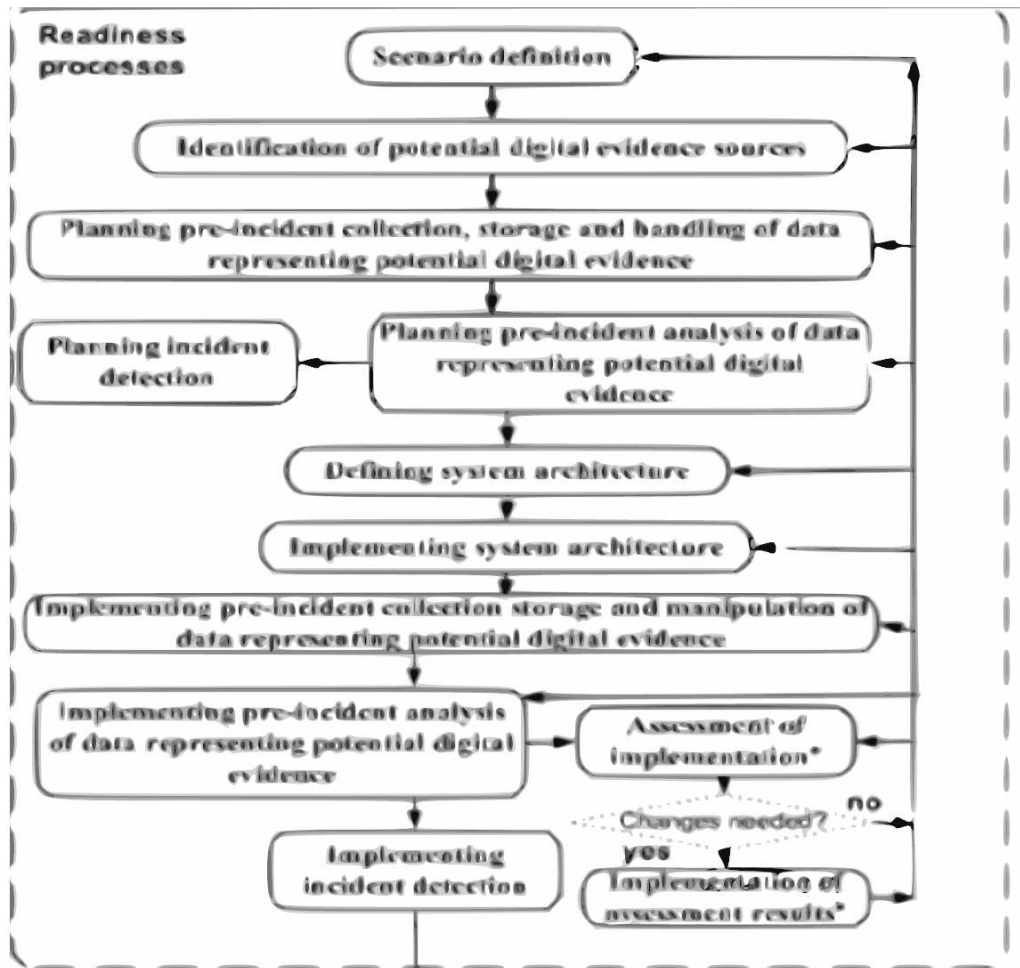 Readiness
processes
Scenario definition
Identification of potential digital evidence sources
Planning pre-incident collection, storage and handling of data
representing potential digital evidence
Planning incident
detection
Planning pre-incident analysis of data
representing potential digital
evidence
Defining system architecture
Implementing system architecture
Implementing pre-incident collection storage and manipulation of
data representing potential digital evidence
Implementing pre-incident analysis
of data representing potential digital
evidence
Assessment of
implementation*
Changes needed?
no
yes
Implementing
incident detection
Implementation of
assessment results*